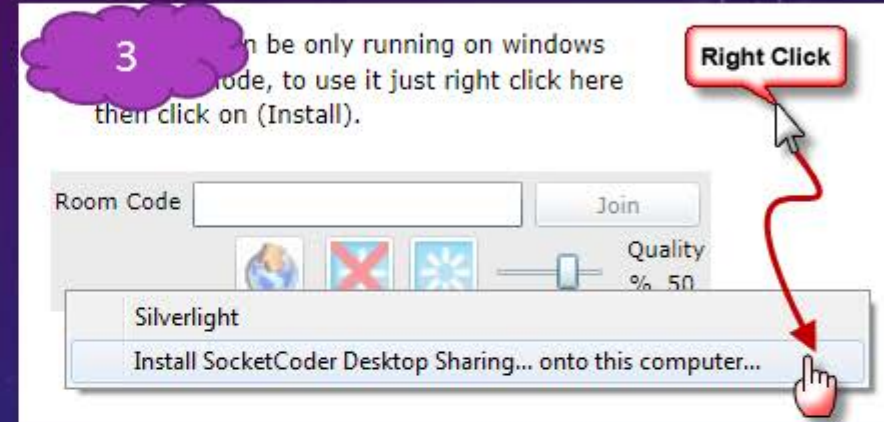 3
n be only running on windows
ode, to use it just right click here
then click on (Install).
Right Click
Room Code
Join
Quality
% 50
Silverlight
Install SocketCoder Desktop Sharing... onto this computer...